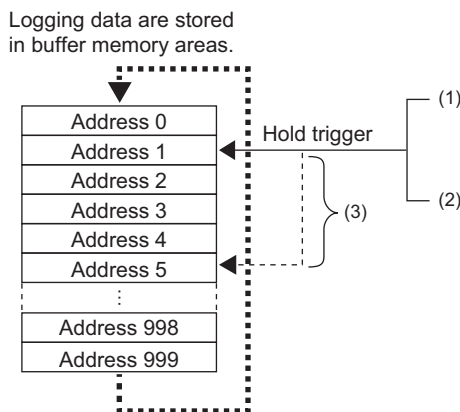 Logging data are stored
in buffer memory areas.
Address 0
Hold trigger
(1)
Address 1
Address 2
(2)
Address 3
(3)
Address 4
Address 5
⋮
Address 998
Address 999